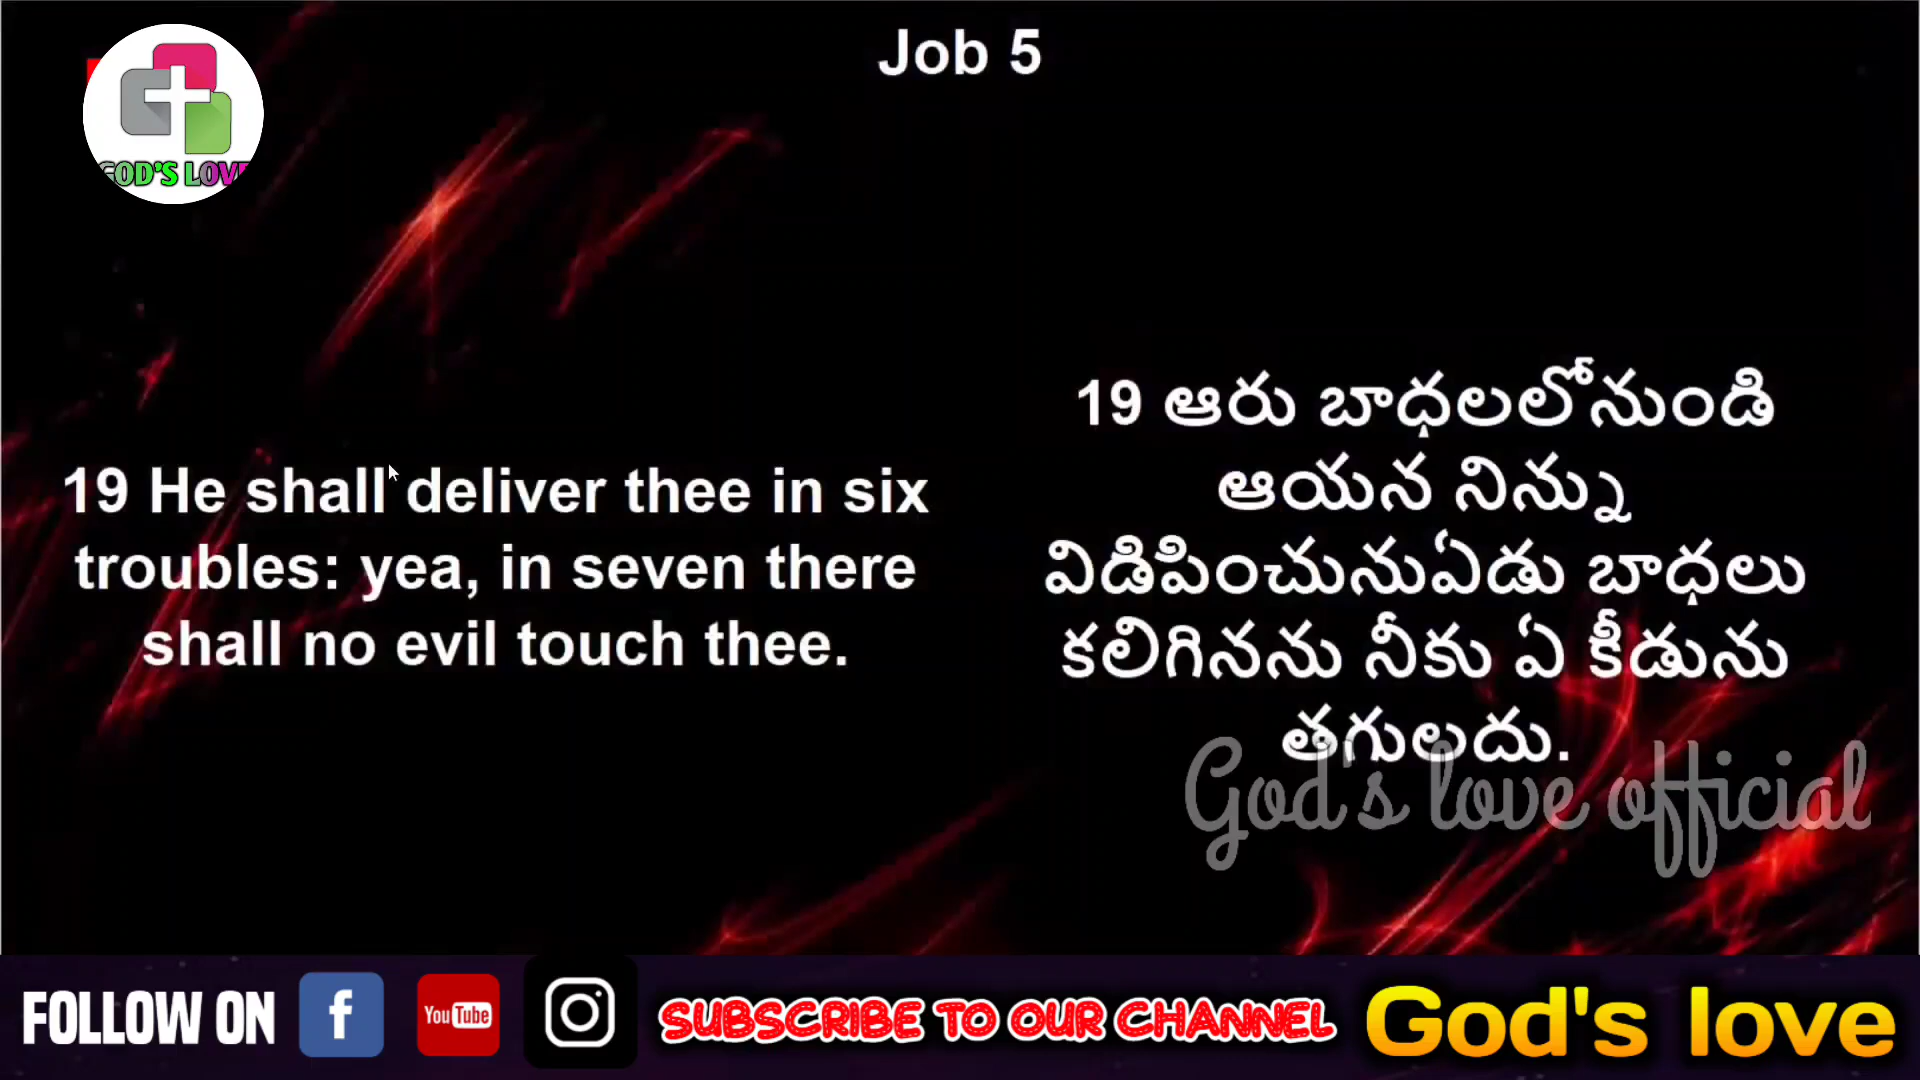 Job 5
GOD'S LOVE
19 He shall deliver thee in six
troubles: yea, in seven there
shall no evil touch thee.
19 ఆరు బాధలలోనుండి
ఆయన నిన్ను
విడిపించునుఏడు బాధలు
కలిగినను నీకు ఏ కీడును
తగులదు.
God's love official
FOLLOW ON
f
YouTube
SUBSCRIBE TO OUR CHANNEL
God's love